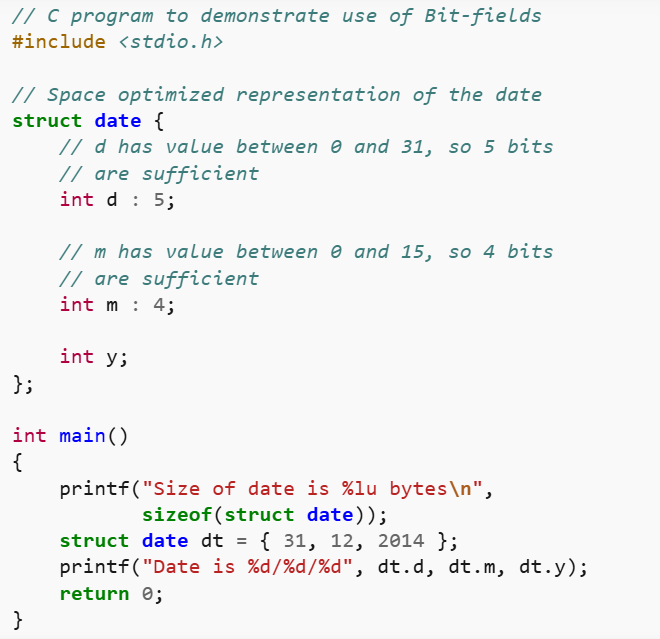 // C program to demonstrate use of Bit-fields
#include <stdio.h>
// Space optimized representation of the date
struct date {
    // d has value between 0 and 31, so 5 bits
    // are sufficient
    int d : 5;
    // m has value between 0 and 15, so 4 bits
    // are sufficient
    int m : 4;
    int y;
};
int main()
{
    printf("Size of date is %lu bytes\n",
           sizeof(struct date));
    struct date dt = { 31, 12, 2014 };
    printf("Date is %d/%d/%d", dt.d, dt.m, dt.y);
    return 0;
}